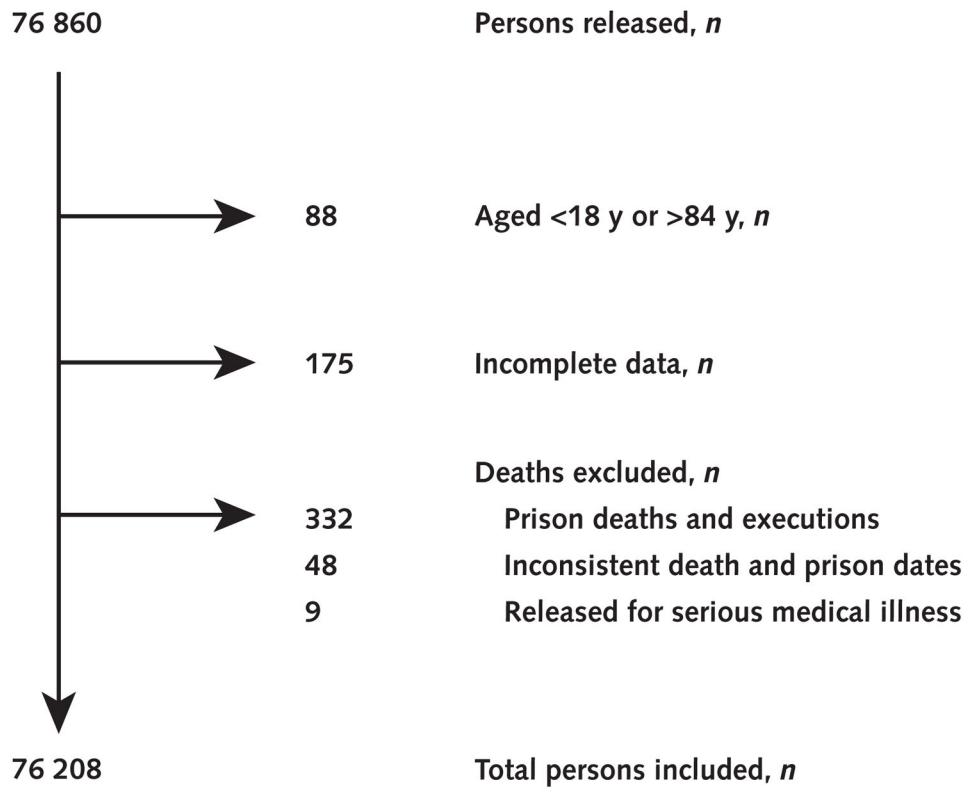 76 860 Persons released, n
88 Aged <18 y or >84 y, n
175 Incomplete data, n
Deaths excluded, n
332 Prison deaths and executions
48 Inconsistent death and prison dates
9 Released for serious medical illness
76 208 Total persons included, n